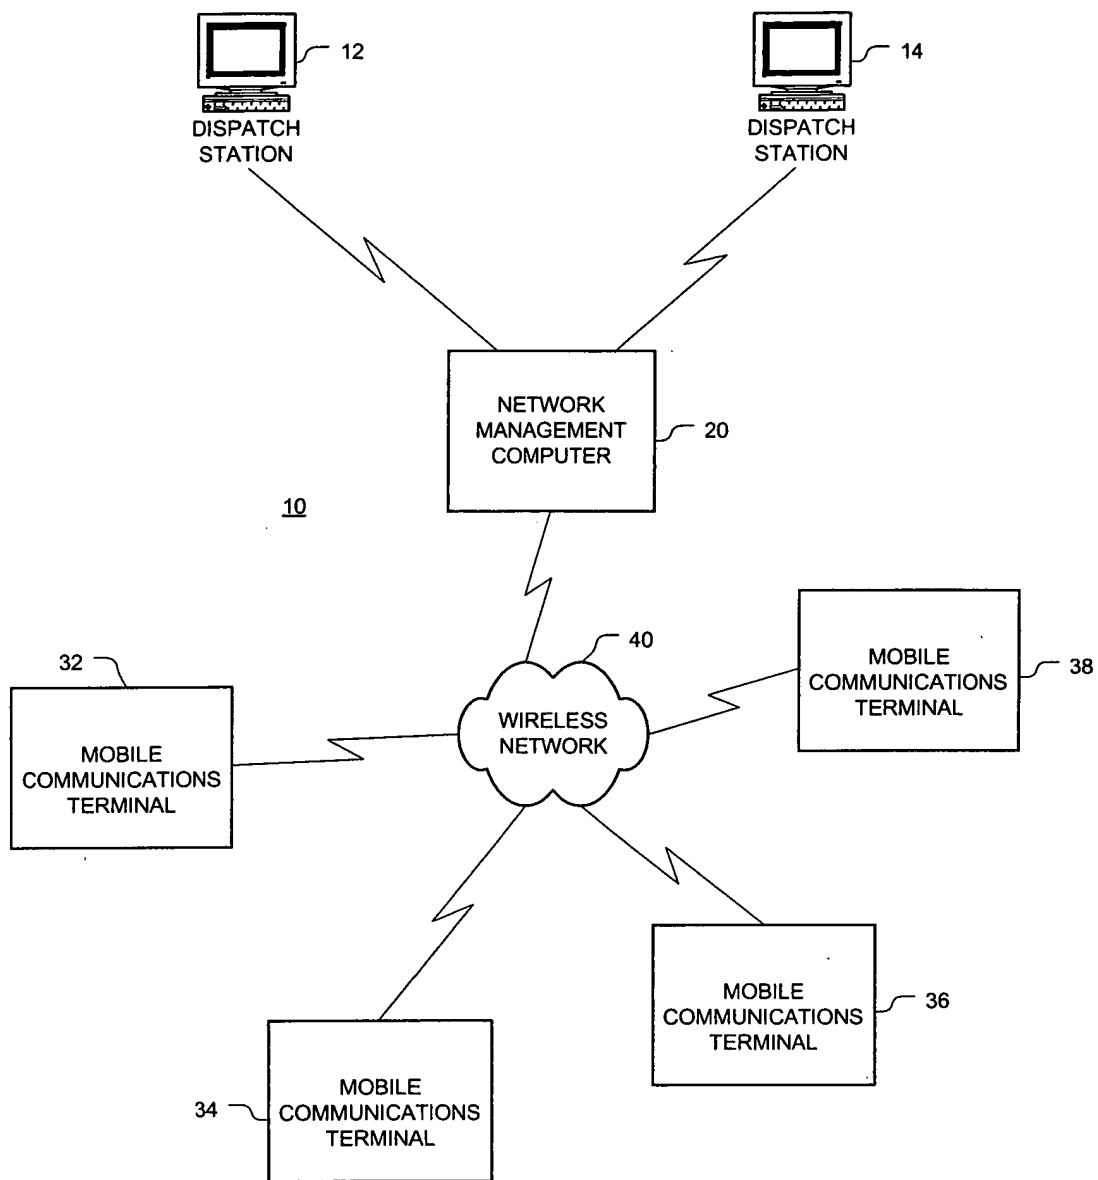 12
14
DISPATCH
STATION
DISPATCH
STATION
NETWORK
MANAGEMENT
COMPUTER
20
10
40
32
WIRELESS
NETWORK
MOBILE
COMMUNICATIONS
TERMINAL
38
MOBILE
COMMUNICATIONS
TERMINAL
MOBILE
COMMUNICATIONS
TERMINAL
36
MOBILE
COMMUNICATIONS
TERMINAL
34